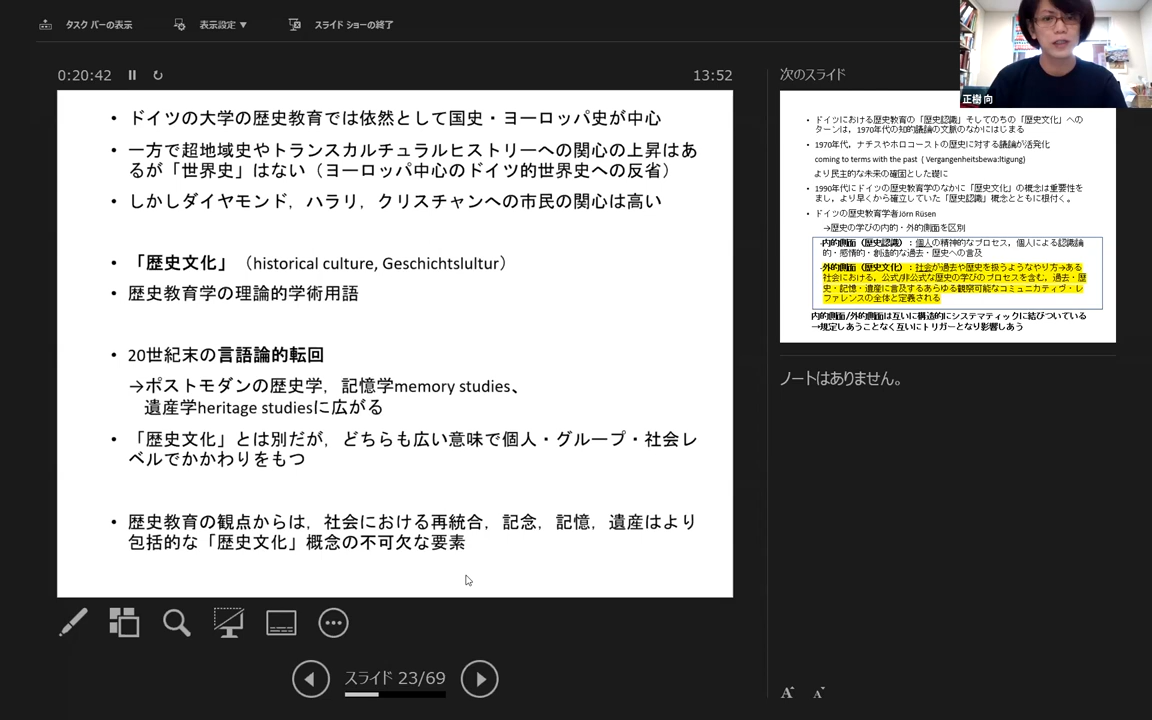 タスク バーの表示
表示設定 ▼
スライド ショーの終了
0:20:42
13:52
• ドイツの大学の歴史教育では依然として国史・ヨーロッパ史が中心
• 一方で超地域史やトランスカルチュラルヒストリーへの関心の上昇はあ
るが「世界史」はない（ヨーロッパ中心のドイツ的世界史への反省）
• しかしダイヤモンド，ハラリ，クリスチャンへの市民の関心は高い
• 「歴史文化」（historical culture, Geschichtslultur）
• 歴史教育学の理論的学術用語
• 20世紀末の言語論的転回
→ポストモダンの歴史学，記憶学memory studies、
遺産学heritage studiesに広がる
• 「歴史文化」とは別だが，どちらも広い意味で個人・グループ・社会レ
ベルでかかわりをもつ
• 歴史教育の観点からは，社会における再統合，記念，記憶，遺産はより
包括的な「歴史文化」概念の不可欠な要素
スライド 23/69
次のスライド
正樹 向
• ドイツにおける歴史教育の「歴史認識」そしてのちの「歴史文化」への
ターンは，1970年代の知的議論の文脈のなかにはじまる
• 1970年代，ナチスやホロコーストの歴史に対する議論が活発化
coming to terms with the past（Vergangenheitsbewältigung）
より民主的な未来の確固とした礎に
• 1990年代にドイツの歴史教育学のなかに「歴史文化」の概念は重要性を
まし，より早くから確立していた「歴史認識」概念とともに根付く。
• ドイツの歴史教育学者Jörn Rüsen
→歴史の学びの内的・外的側面を区別
・内的側面（歴史認識）：個人の精神的なプロセス，個人による認識論
的・感情的・創造的な過去・歴史への言及
・外的側面（歴史文化）：社会が過去や歴史を扱うようなやり方→ある
社会における，公式/非公式な歴史の学びのプロセスを含む，過去・歴
史・記憶・遺産に言及するあらゆる観察可能なコミュニカティヴ・レ
ファレンスの全体と定義される
内的側面/外的側面は互いに構造的にシステマティックに結びついている
→規定しあうことなく互いにトリガーとなり影響しあう
ノートはありません。